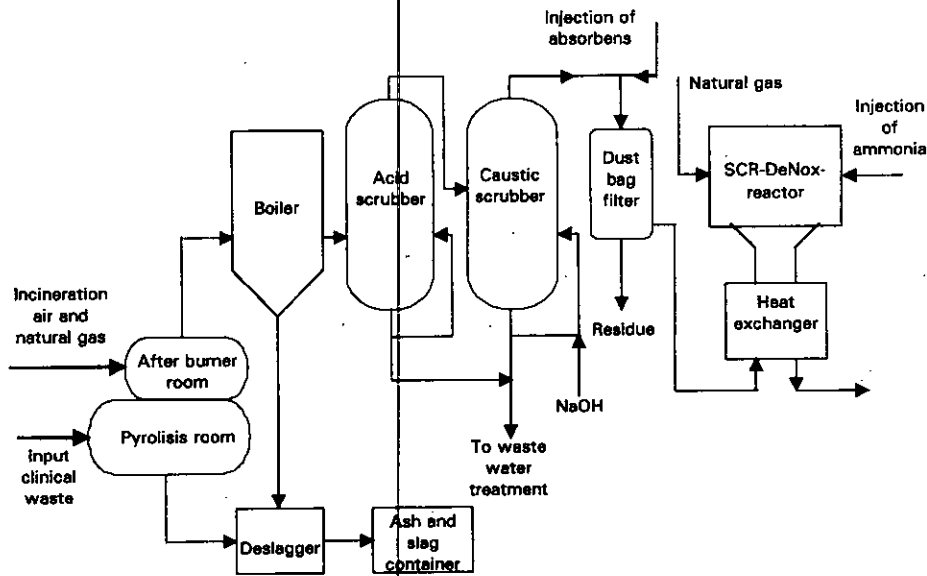 Injection of
absorbens
Natural gas
Injection
of
ammonia
Boiler
Acid
scrubber
Caustic
scrubber
Dust
bag
filter
SCR-DeNox-
reactor
Incineration
air and
natural gas
Residue
Heat
exchanger
After burner
room
NaOH
Pyrolisis room
input
clinical
waste
To waste
water
treatment
Deslagger
Ash and
slag
container